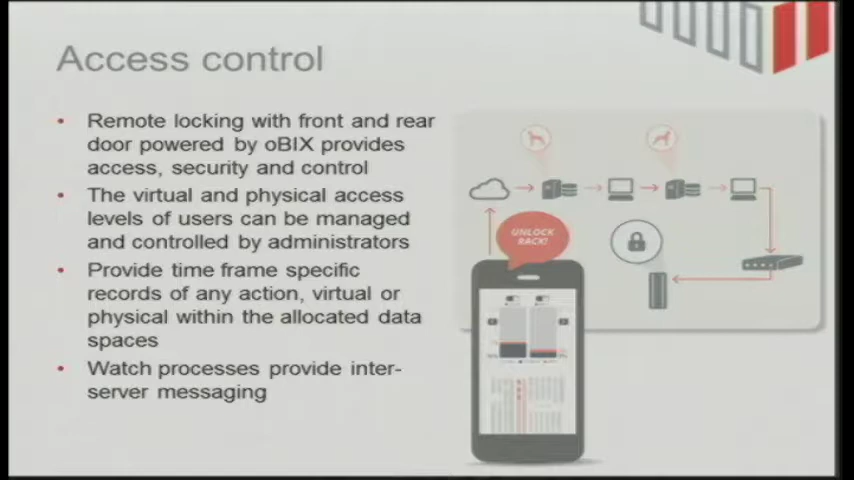 Access control
• Remote locking with front and rear
door powered by oBIX provides
access, security and control
• The virtual and physical access
levels of users can be managed
and controlled by administrators
• Provide time frame specific
records of any action, virtual or
physical within the allocated data
spaces
• Watch processes provide inter-
server messaging
UNLOCK
RACK!